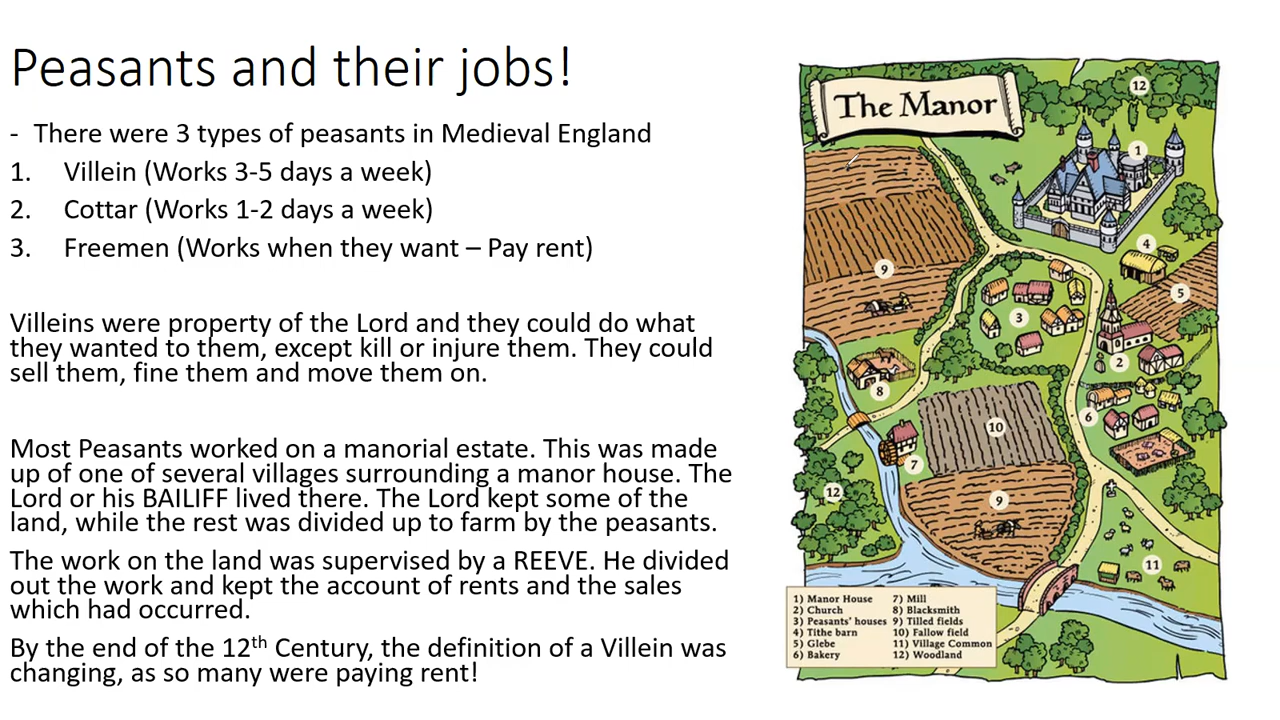 Peasants and their jobs!
- There were 3 types of peasants in Medieval England
1. Villein (Works 3-5 days a week)
2. Cottar (Works 1-2 days a week)
3. Freemen (Works when they want – Pay rent)
Villeins were property of the Lord and they could do what
they wanted to them, except kill or injure them. They could
sell them, fine them and move them on.
Most Peasants worked on a manorial estate. This was made
up of one of several villages surrounding a manor house. The
Lord or his BAILIFF lived there. The Lord kept some of the
land, while the rest was divided up to farm by the peasants.
The work on the land was supervised by a REEVE. He divided
out the work and kept the account of rents and the sales
which had occurred.
By the end of the 12th Century, the definition of a Villein was
changing, as so many were paying rent!
The Manor
12
1
4
9
5
3
2
8
6
10
7
12
9
11
1) Manor House
2) Church
3) Peasants' houses
4) Tithe barn
5) Glebe
6) Bakery
7) Mill
8) Blacksmith
9) Tilled fields
10) Fallow field
11) Village Common
12) Woodland